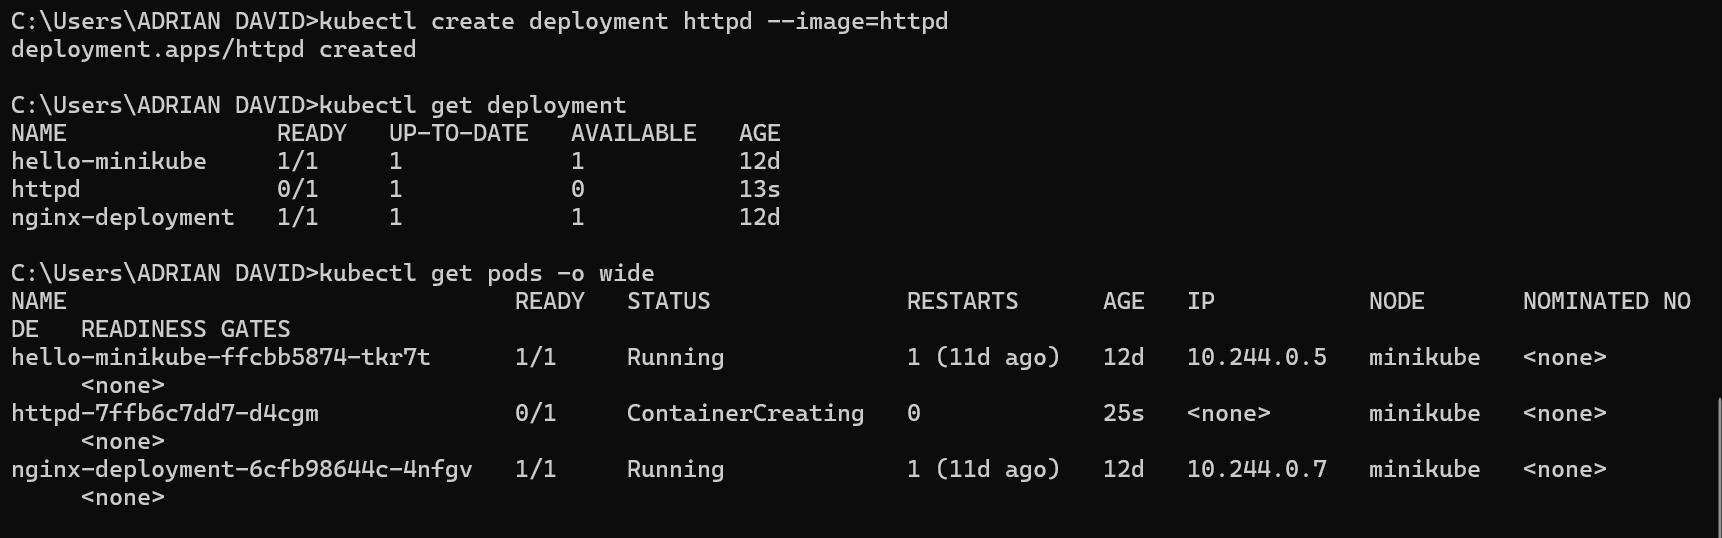 C:\Users\ADRIAN DAVID>kubectl create deployment httpd --image=httpd
deployment.apps/httpd created
C:\Users\ADRIAN DAVID>kubectl get deployment
NAME               READY   UP-TO-DATE   AVAILABLE   AGE
hello-minikube     1/1     1            1           12d
httpd              0/1     1            0           13s
nginx-deployment   1/1     1            1           12d
C:\Users\ADRIAN DAVID>kubectl get pods -o wide
NAME                                READY   STATUS              RESTARTS      AGE   IP           NODE       NOMINATED NO
DE   READINESS GATES
hello-minikube-ffcbb5874-tkr7t      1/1     Running             1 (11d ago)   12d   10.244.0.5   minikube   <none>
     <none>
httpd-7ffb6c7dd7-d4cgm              0/1     ContainerCreating   0             25s   <none>       minikube   <none>
     <none>
nginx-deployment-6cfb98644c-4nfgv   1/1     Running             1 (11d ago)   12d   10.244.0.7   minikube   <none>
     <none>